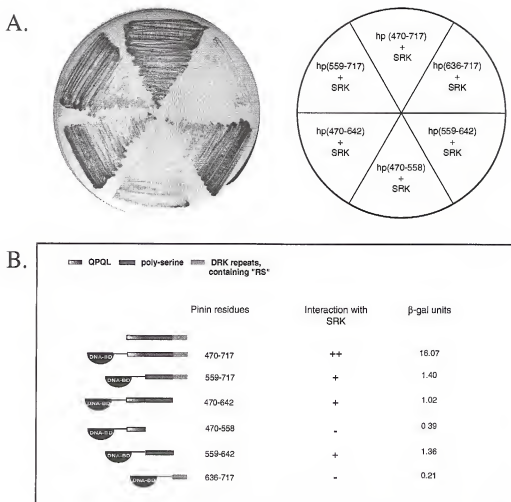 A.
hp (470-717)
+
SRK
hp(559-717)
+
SRK
hp(636-717)
+
SRK
hp(470-642)
+
SRK
hp(559-642)
+
SRK
hp(470-558)
+
SRK
B.
QPQL poly-serine DRK repeats, containing "RS"
Pinin residues Interaction with SRK β-gal units
DNA-BD 470-717 ++ 16.07
DNA-BD 559-717 + 1.40
DNA-BD 470-642 + 1.02
DNA-BD 470-558 - 0.39
DNA-BD 559-642 + 1.36
DNA-BD 636-717 - 0.21